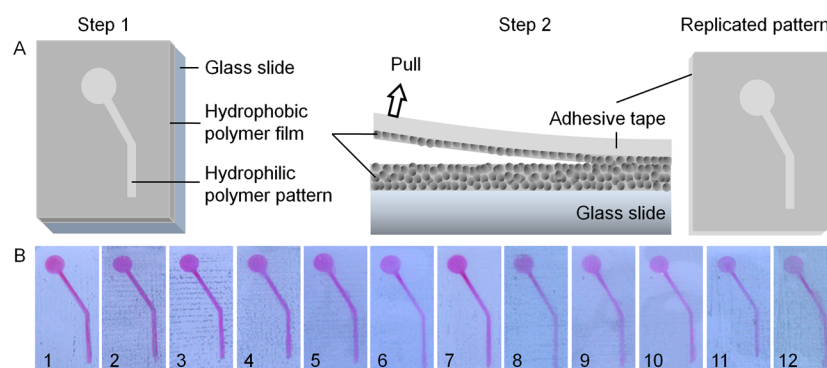 Step 1
Step 2
Replicated pattern
A
Glass slide
Hydrophobic
polymer film
Hydrophilic
polymer pattern
Pull
Adhesive tape
Glass slide
B
1 2 3 4 5 6 7 8 9 10 11 12